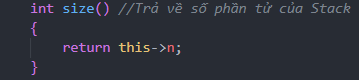 int size() //Trả về số phần tử của Stack
{
return this->n;
}